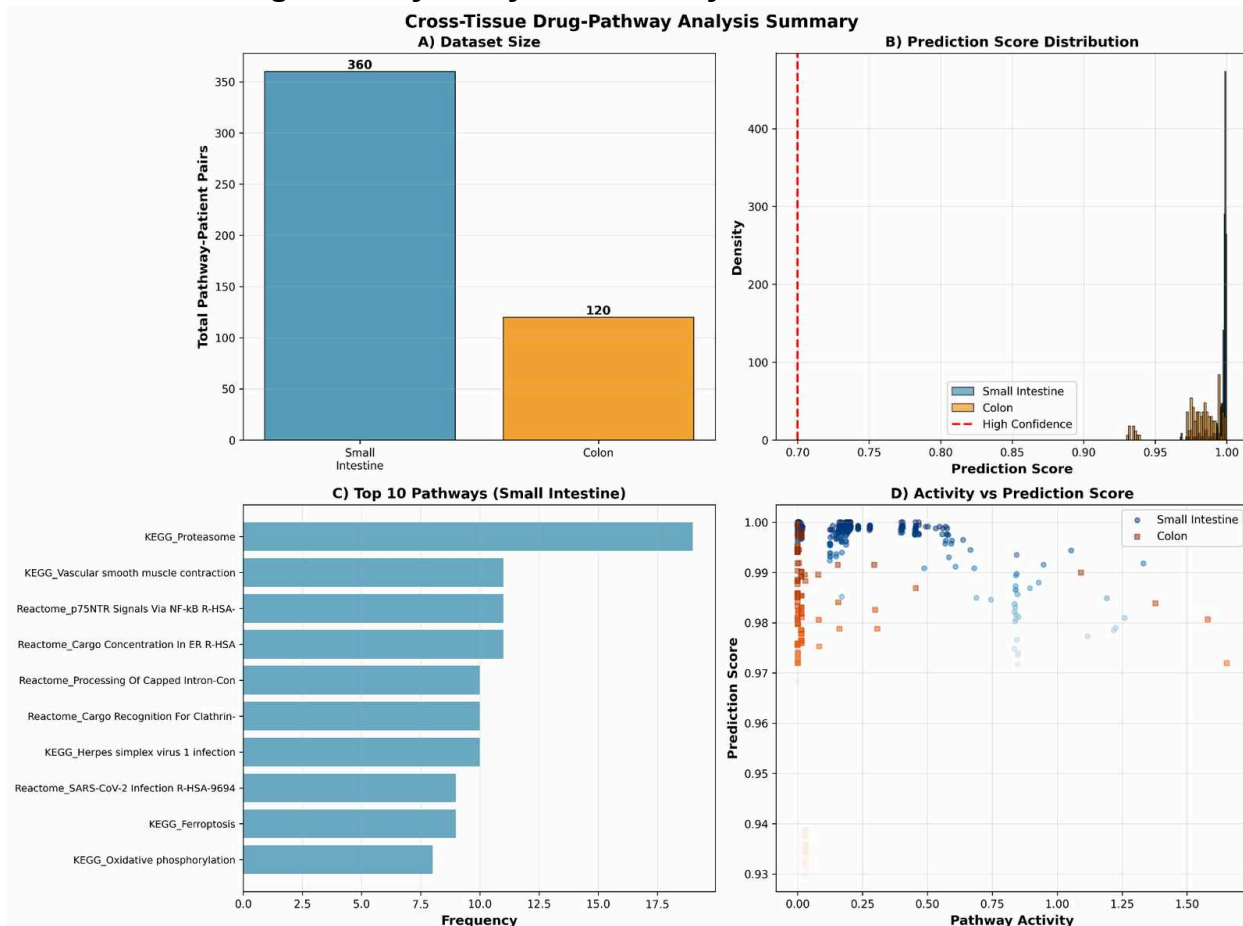 Cross-Tissue Drug-Pathway Analysis Summary
A) Dataset Size
360
120
350
300
250
200
150
100
50
0
Total Pathway-Patient Pairs
Small
Intestine
Colon
B) Prediction Score Distribution
400
300
200
100
0
Density
Small Intestine
Colon
High Confidence
0.70
0.75
0.80
0.85
0.90
0.95
1.00
Prediction Score
C) Top 10 Pathways (Small Intestine)
KEGG_Proteasome
KEGG_Vascular smooth muscle contraction
Reactome_p75NTR Signals Via NF-kB R-HSA-
Reactome_Cargo Concentration In ER R-HSA
Reactome_Processing Of Capped Intron-Con
Reactome_Cargo Recognition For Clathrin-
KEGG_Herpes simplex virus 1 infection
Reactome_SARS-CoV-2 Infection R-HSA-9694
KEGG_Ferroptosis
KEGG_Oxidative phosphorylation
0.0
2.5
5.0
7.5
10.0
12.5
15.0
17.5
Frequency
D) Activity vs Prediction Score
Small Intestine
Colon
1.00
0.99
0.98
0.97
0.96
0.95
0.94
0.93
Prediction Score
0.00
0.25
0.50
0.75
1.00
1.25
1.50
Pathway Activity